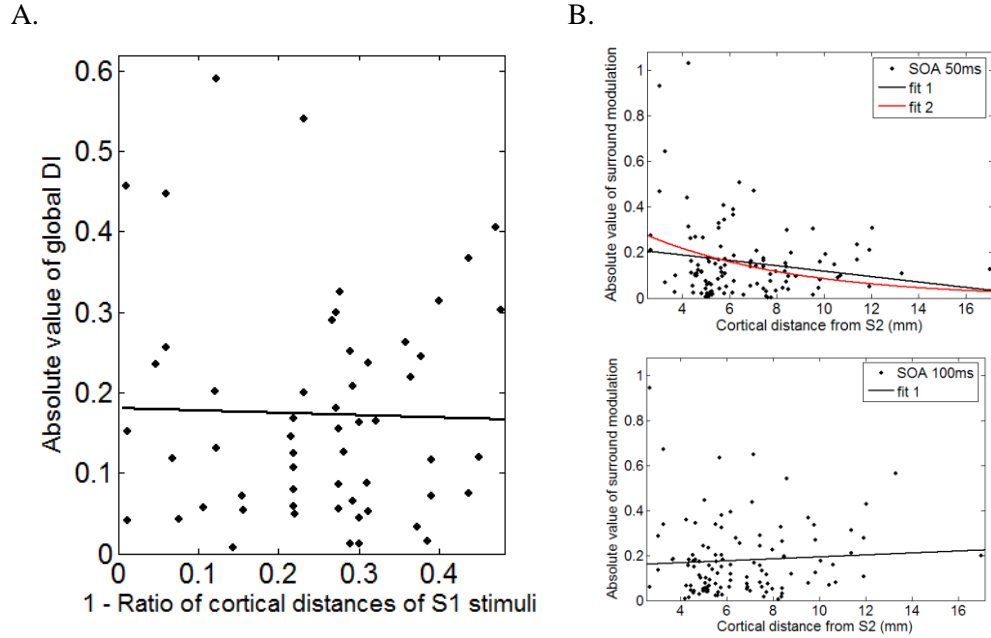 A.
0.6
0.5
0.4
0.3
0.2
0.1
0
0 0.1 0.2 0.3 0.4
Absolute value of global DI
1 - Ratio of cortical distances of S1 stimuli
B.
1
0.8
0.6
0.4
0.2
0
4 6 8 10 12 14 16
Absolute value of surround modulation
Cortical distance from S2 (mm)
SOA 50ms
fit 1
fit 2
1
0.8
0.6
0.4
0.2
0
4 6 8 10 12 14 16
Absolute value of surround modulation
Cortical distance from S2 (mm)
SOA 100ms
fit 1